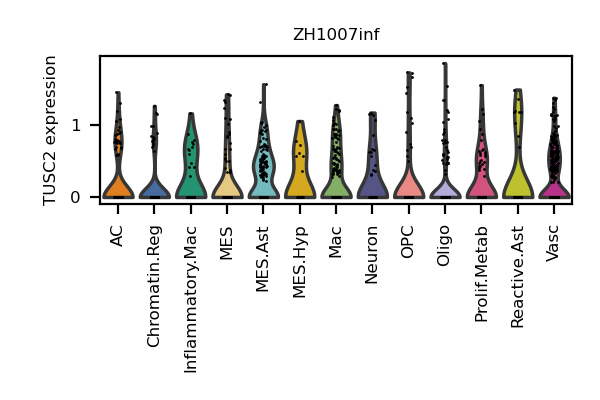 ZH1007inf
TUSC2 expression
1
0
AC
Chromatin.Reg
Inflammatory.Mac
MES
MES.Ast
MES.Hyp
Mac
Neuron
OPC
Oligo
Prolif.Metab
Reactive.Ast
Vasc